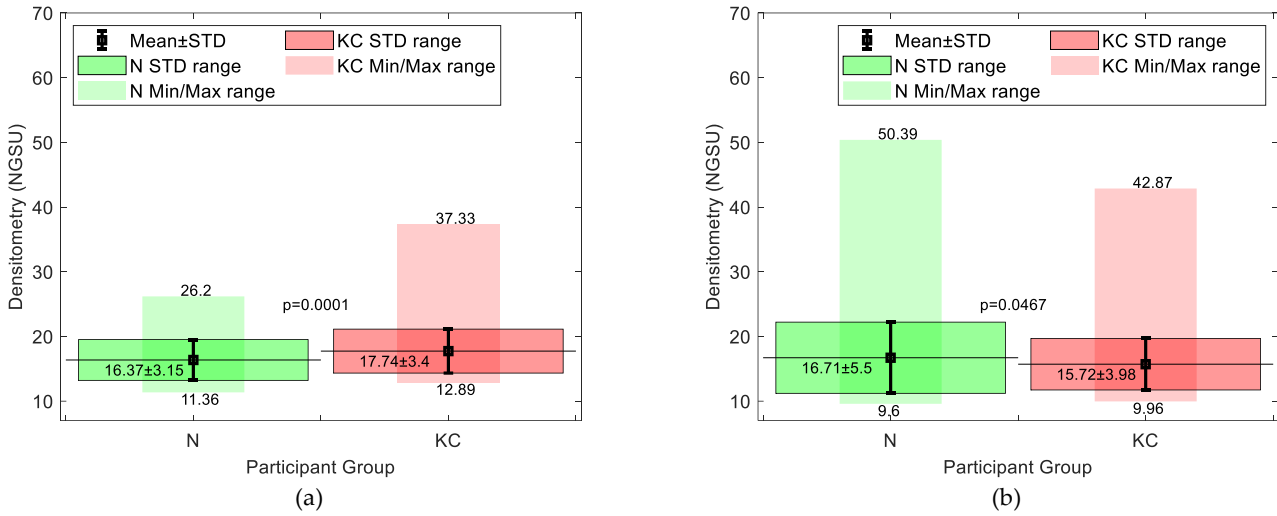 70
60
50
40
30
20
10
Densitometry (NGSU)
Mean±STD
N STD range
N Min/Max range
KC STD range
KC Min/Max range
26.2
16.37±3.15
11.36
p=0.0001
37.33
17.74±3.4
12.89
N
KC
Participant Group
(a)
70
60
50
40
30
20
10
Densitometry (NGSU)
Mean±STD
N STD range
N Min/Max range
KC STD range
KC Min/Max range
50.39
16.71±5.5
9.6
p=0.0467
42.87
15.72±3.98
9.96
N
KC
Participant Group
(b)